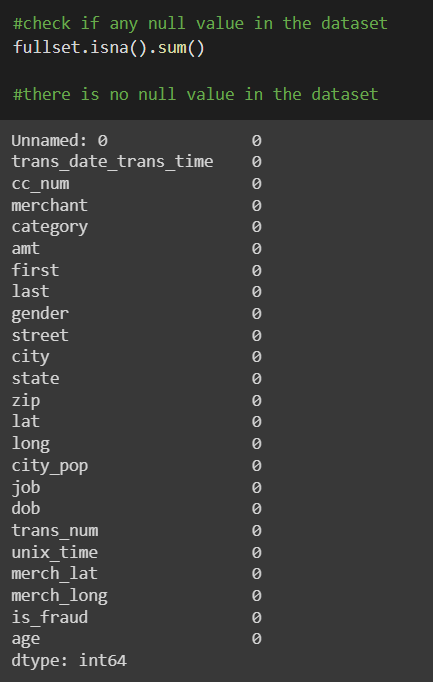 #check if any null value in the dataset
fullset.isna().sum()
#there is no null value in the dataset
Unnamed: 0 0
trans_date_trans_time 0
cc_num 0
merchant 0
category 0
amt 0
first 0
last 0
gender 0
street 0
city 0
state 0
zip 0
lat 0
long 0
city_pop 0
job 0
dob 0
trans_num 0
unix_time 0
merch_lat 0
merch_long 0
is_fraud 0
age 0
dtype: int64